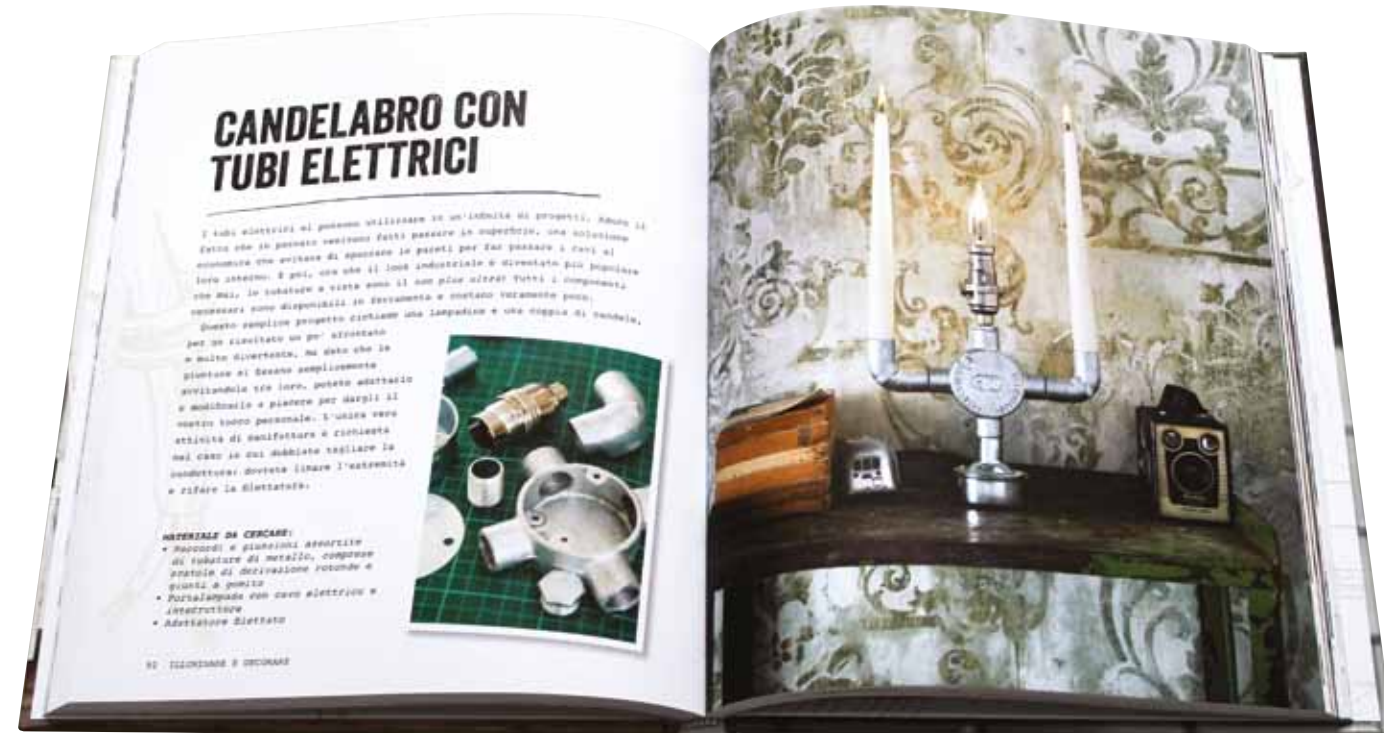 CANDELABRO CON
TUBI ELETTRICI
I tubi elettrici si possono utilizzare in un'infinità di progetti. Adoro il
fatto che in passato venivano fatti passare in superficie, una soluzione
economica che evitava di spaccare le pareti per far passare i cavi al
loro interno. E poi, ora che il look industriale è diventato più popolare
che mai, le tubature a vista sono il non plus ultra! Tutti i componenti
necessari sono disponibili in ferramenta e costano veramente poco.
Questo semplice progetto richiede una lampadina e una coppia di candele,
per un risultato un po' sfrontato
e molto divertente, ma dato che le
giunture si fissano semplicemente
avvitandole tra loro, potete adattarlo
e modificarlo a piacere per dargli il
vostro tocco personale. L'unica vera
attività di manifattura è richiesta
nel caso in cui dobbiate tagliare la
conduttura: dovrete limare l'estremità
e rifare la filettatura.
MATERIALE DA CERCARE:
• Raccordi e giunzioni assortite
di tubature di metallo, comprese
scatole di derivazione rotonde e
giunti a gomito
• Portalampada con cavo elettrico e
interruttore
• Adattatore filettato
ILLUMINARE E DECORARE